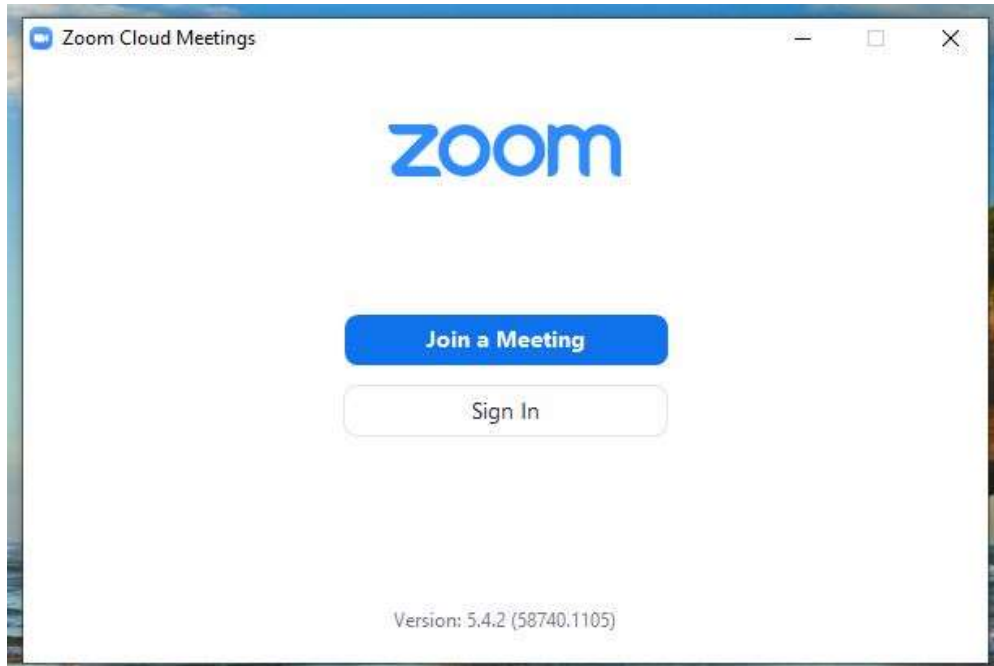 Zoom Cloud Meetings
zoom
Join a Meeting
Sign In
Version: 5.4.2 (58740.1105)